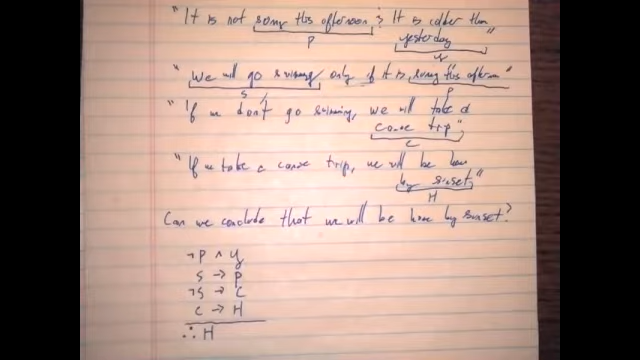 "It is not sunny this afternoon & It is colder than
yesterday"
p
y
"We will go swimming only if it is sunny this afternoon"
s
p
"If we don't go swimming, we will take a
canoe trip"
c
"If we take a canoe trip, we will be home
by sunset"
H
Can we conclude that we will be home by sunset?
¬p ∧ y
s → p
¬s → c
c → H
∴ H